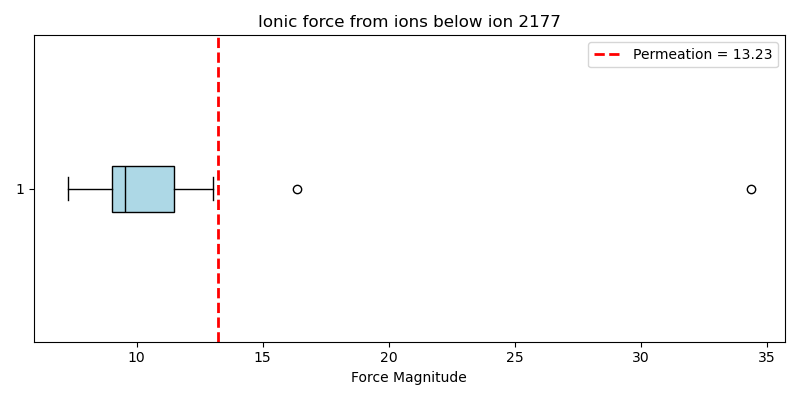 Ionic force from ions below ion 2177
Permeation = 13.23
1
10 15 20 25 30 35
Force Magnitude